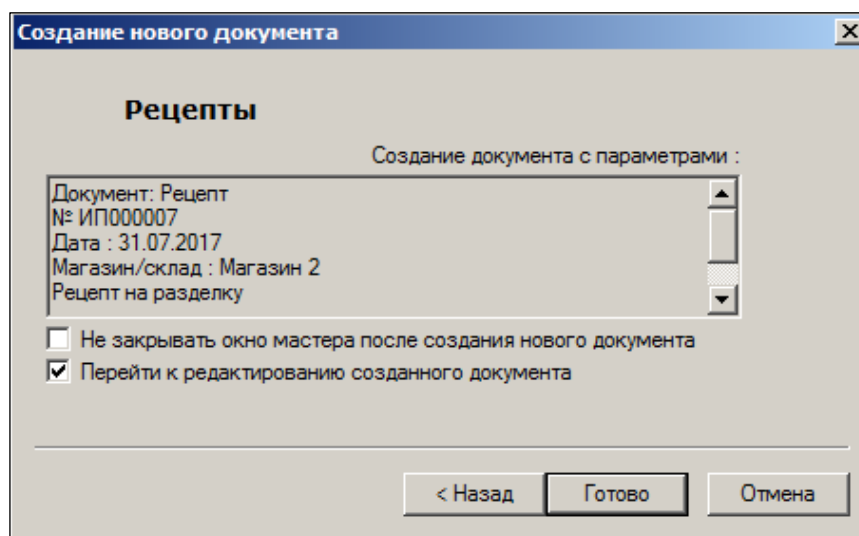 Создание нового документа
Рецепты
Создание документа с параметрами :
Документ: Рецепт
№ ИП000007
Дата : 31.07.2017
Магазин/склад : Магазин 2
Рецепт на разделку
Не закрывать окно мастера после создания нового документа
Перейти к редактированию созданного документа
< Назад
Готово
Отмена